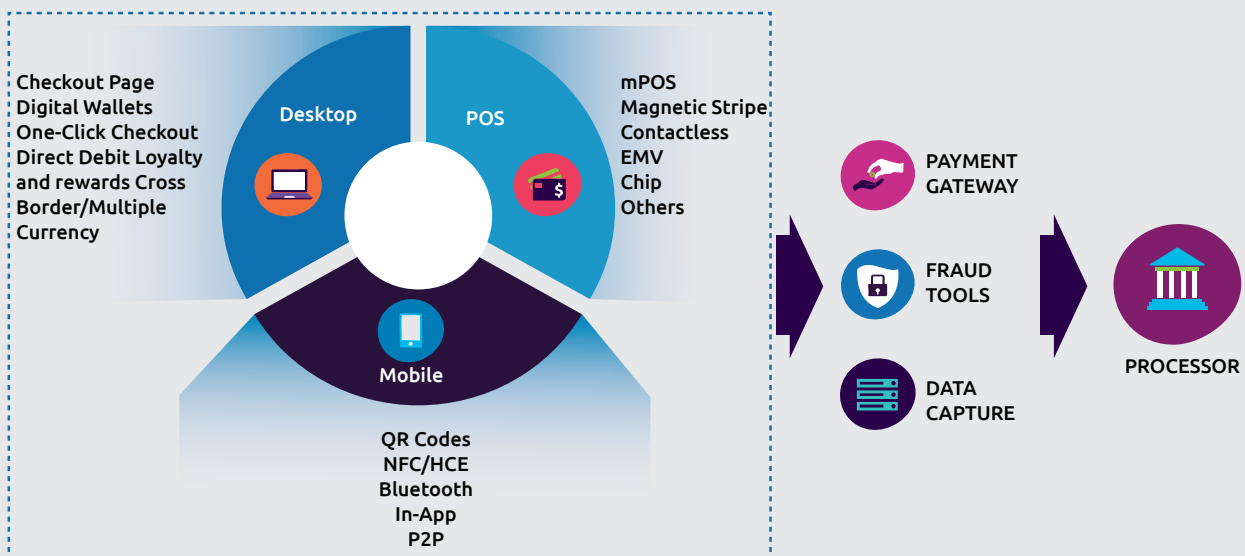 Checkout Page
Digital Wallets
One-Click Checkout
Direct Debit Loyalty
and rewards Cross
Border/Multiple
Currency
Desktop
POS
mPOS
Magnetic Stripe
Contactless
EMV
Chip
Others
$
Mobile
QR Codes
NFC/HCE
Bluetooth
In-App
P2P
PAYMENT
GATEWAY
FRAUD
TOOLS
DATA
CAPTURE
PROCESSOR